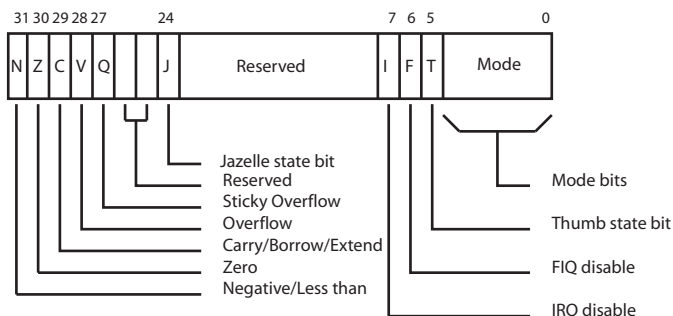 31 30 29 28 27 24 7 6 5 0
N Z C V Q J Reserved I F T Mode
Jazelle state bit
Reserved Mode bits
Sticky Overflow
Overflow Thumb state bit
Carry/Borrow/Extend
Zero FIQ disable
Negative/Less than
IRQ disable